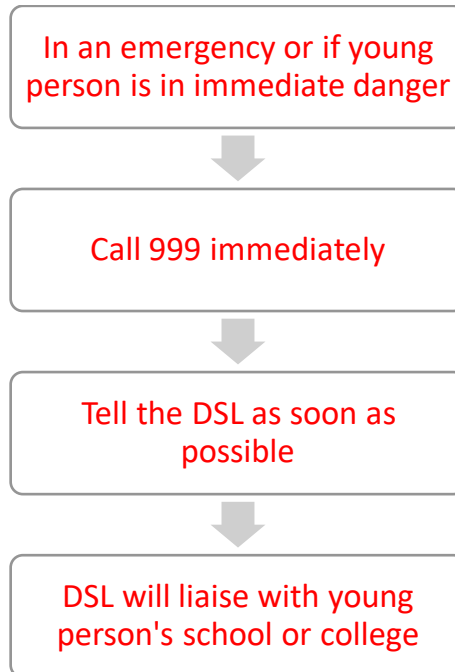 In an emergency or if young
person is in immediate danger
Call 999 immediately
Tell the DSL as soon as
possible
DSL will liaise with young
person's school or college